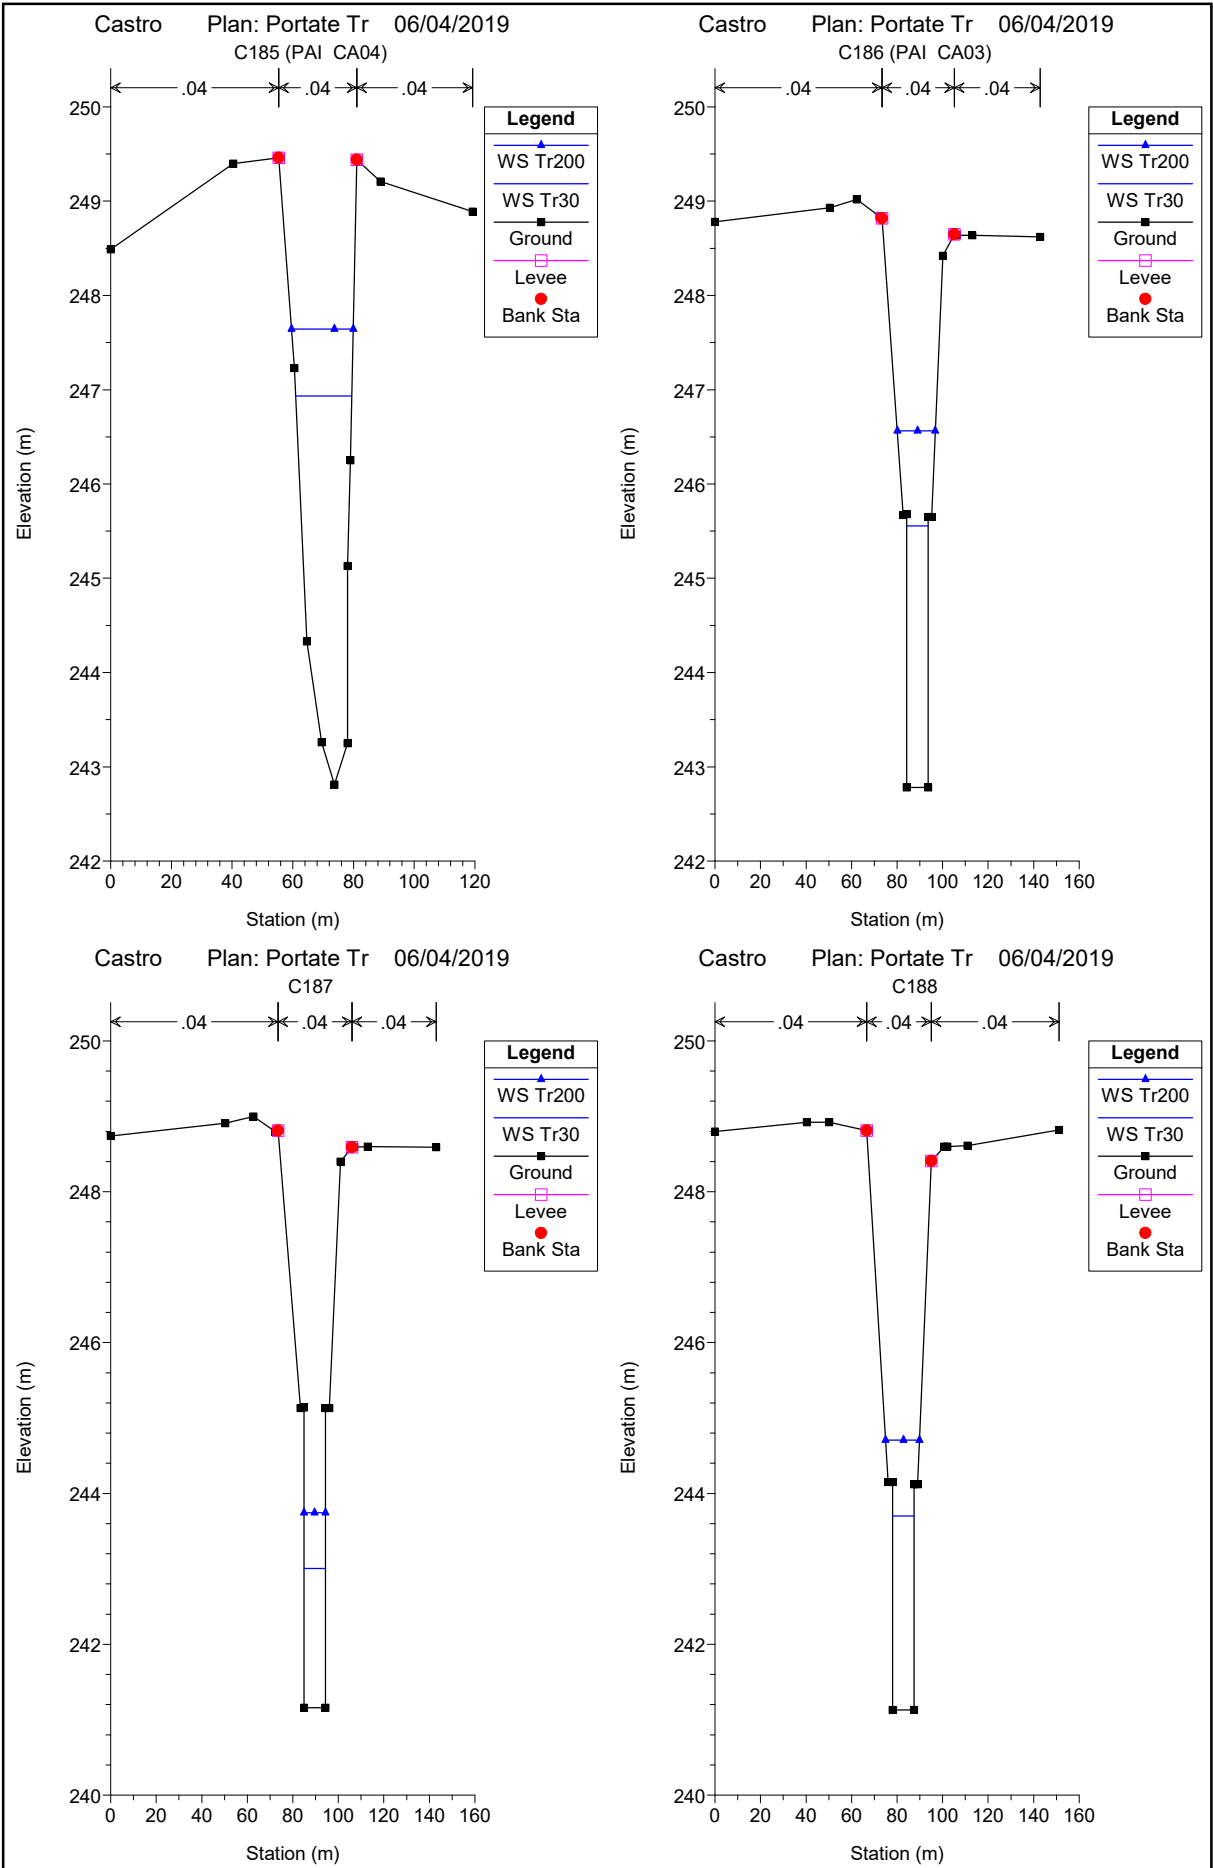 Castro Plan: Portate Tr 06/04/2019
C185 (PAI CA04)
.04 .04 .04
250
249
248
247
246
245
244
243
242
Elevation (m)
0 20 40 60 80 100 120
Station (m)
Legend
WS Tr200
WS Tr30
Ground
Levee
Bank Sta
Castro Plan: Portate Tr 06/04/2019
C186 (PAI CA03)
.04 .04 .04
250
249
248
247
246
245
244
243
242
Elevation (m)
0 20 40 60 80 100 120 140 160
Station (m)
Legend
WS Tr200
WS Tr30
Ground
Levee
Bank Sta
Castro Plan: Portate Tr 06/04/2019
C187
.04 .04 .04
250
248
246
244
242
240
Elevation (m)
0 20 40 60 80 100 120 140 160
Station (m)
Legend
WS Tr200
WS Tr30
Ground
Levee
Bank Sta
Castro Plan: Portate Tr 06/04/2019
C188
.04 .04 .04
250
248
246
244
242
240
Elevation (m)
0 20 40 60 80 100 120 140 160
Station (m)
Legend
WS Tr200
WS Tr30
Ground
Levee
Bank Sta